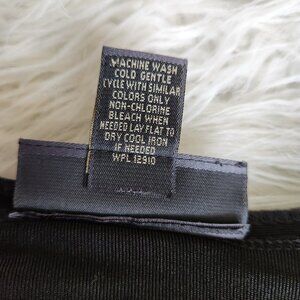 MACHINE WASH
COLD GENTLE
CYCLE WITH SIMILAR
COLORS ONLY
NON-CHLORINE
BLEACH WHEN
NEEDED LAY FLAT TO
DRY COOL IRON
IF NEEDED
WPL 12910